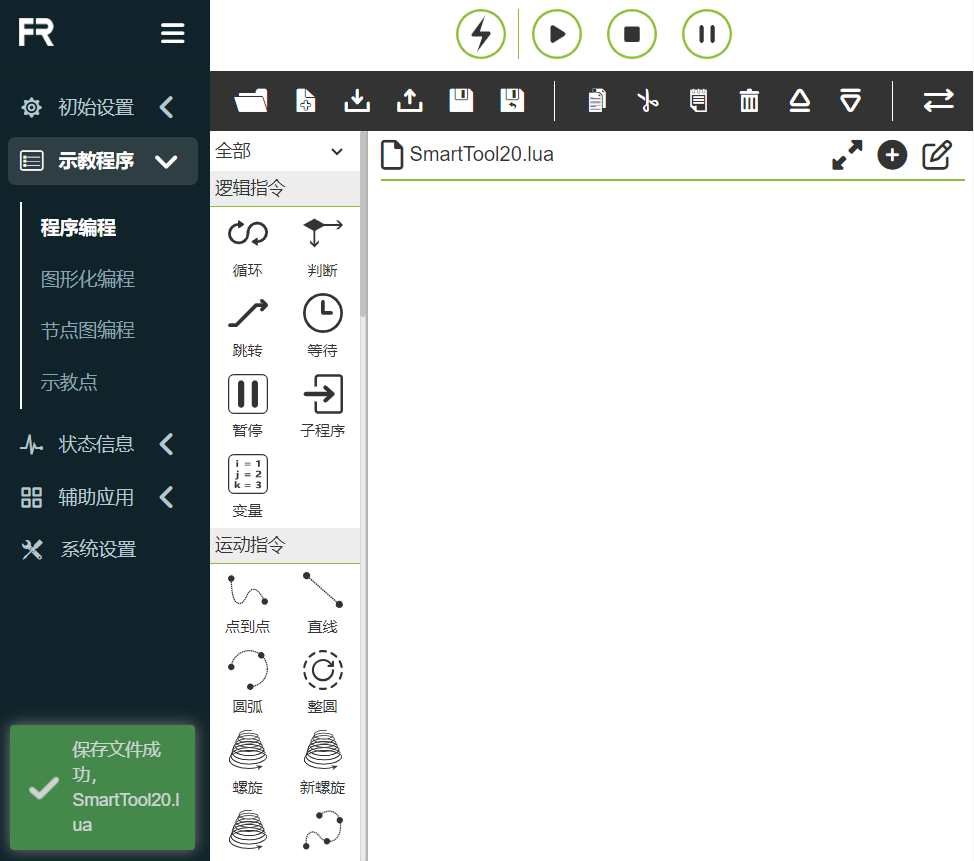 FR
初始设置
示教程序
程序编程
图形化编程
节点图编程
示教点
状态信息
辅助应用
系统设置
保存文件成
功,
SmartTool20.l
ua
全部
逻辑指令
循环
判断
跳转
等待
暂停
子程序
i = 1
j = 2
k = 3
变量
运动指令
点到点
直线
圆弧
整圆
螺旋
新螺旋
SmartTool20.lua